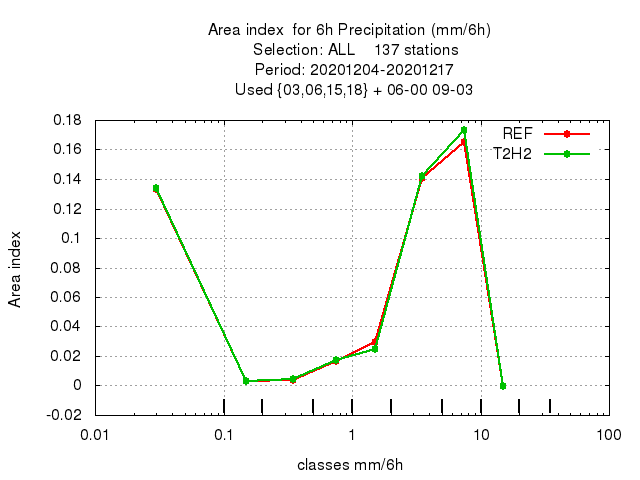 Area index for 6h Precipitation (mm/6h)
Selection: ALL 137 stations
Period: 20201204-20201217
Used {03,06,15,18} + 06-00 09-03
REF
T2H2
0.18
0.16
0.14
0.12
0.1
0.08
0.06
0.04
0.02
0
-0.02
Area index
0.01 0.1 1 10 100
classes mm/6h